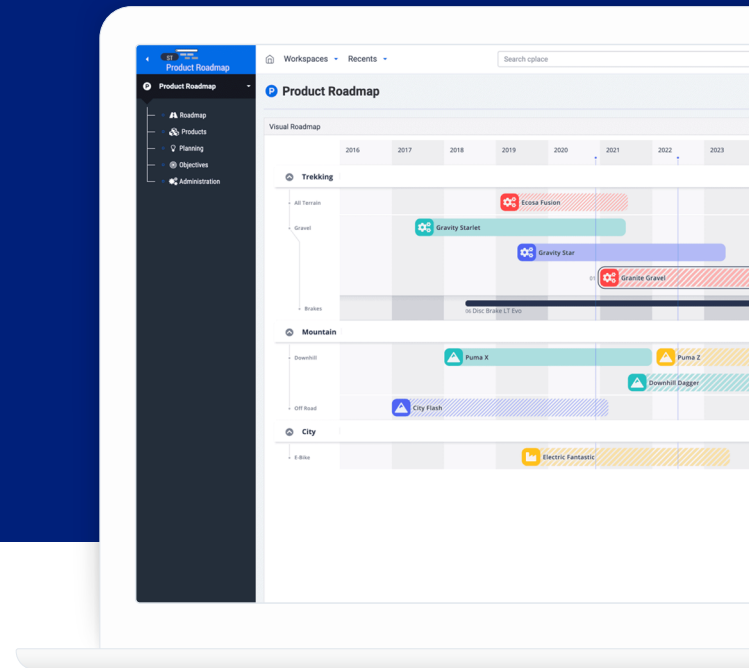 ST
Product Roadmap
Workspaces
Recents
Search cplace
Product Roadmap
Product Roadmap
Roadmap
Products
Planning
Objectives
Administration
Visual Roadmap
2016 2017 2018 2019 2020 2021 2022 2023
Trekking
All Terrain
Ecosa Fusion
Gravel
Gravity Starlet
Gravity Star
Granite Gravel
Brakes
Disc Brake LT Evo
Mountain
Downhill
Puma X
Puma Z
Downhill Dagger
Off Road
City Flash
City
E-Bike
Electric Fantastic